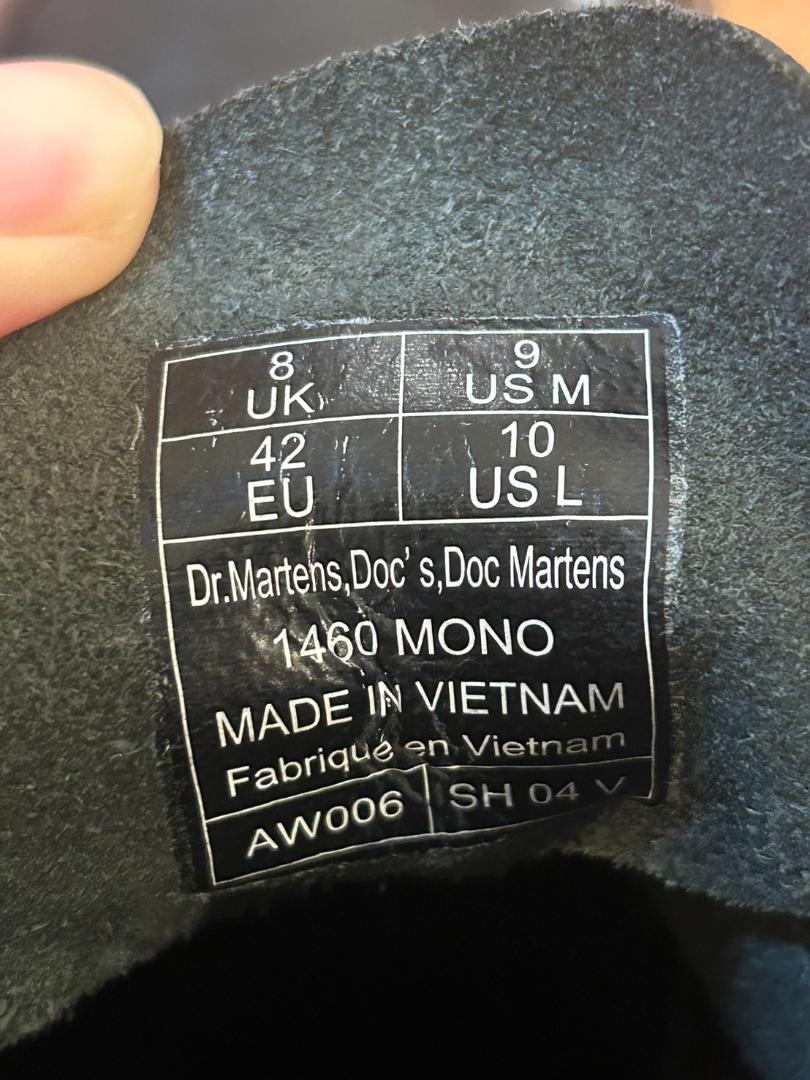 8 UK
9 US M
42 EU
10 US L
Dr.Martens,Doc's,Doc Martens
1460 MONO
MADE IN VIETNAM
Fabriqué en Vietnam
AW006
SH 04 V